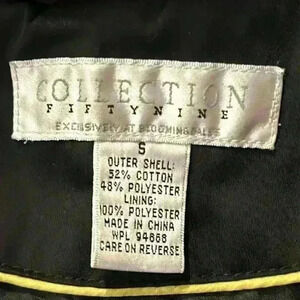 COLLECTION
FIFTYNINE
EXCLUSIVELY AT BLOOMINGDALE'S
S
OUTER SHELL:
52% COTTON
48% POLYESTER
LINING:
100% POLYESTER
MADE IN CHINA
WPL 94668
CARE ON REVERSE